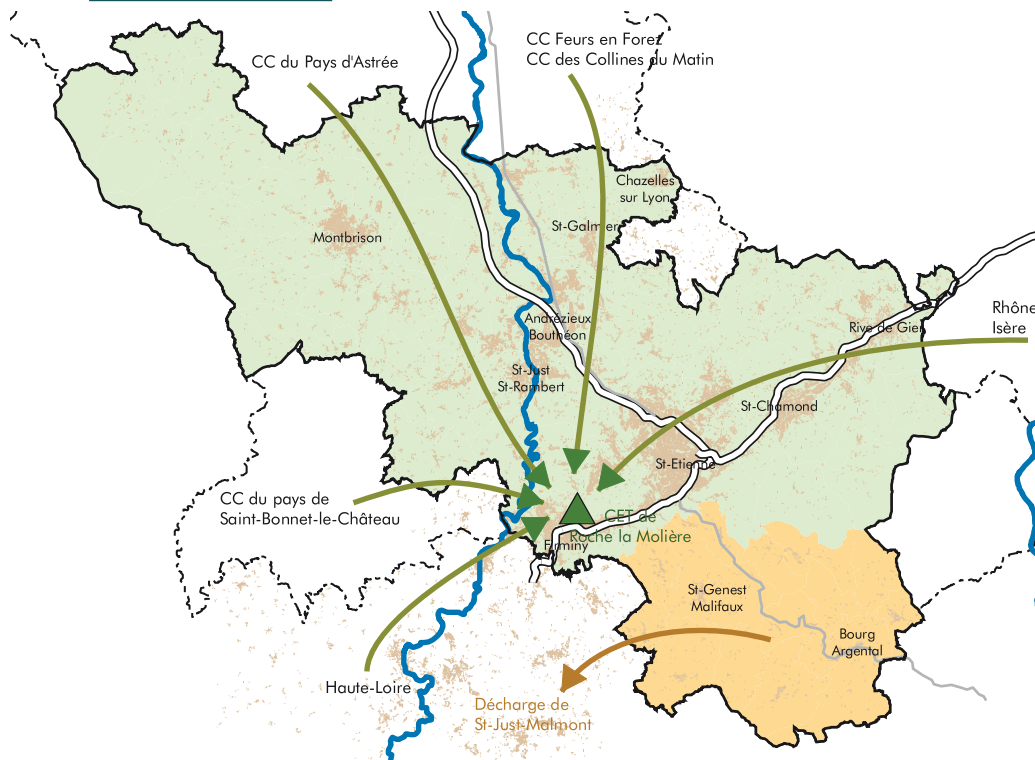 CC du Pays d'Astrée
CC Feurs en Forez
CC des Collines du Matin
Chazelles
sur Lyon
St-Galmier
Montbrison
Andrézieux
Bouthéon
Rhône
Isère
Rive de Gier
St-Just
St-Rambert
St-Chamond
St-Etienne
CC du pays de
Saint-Bonnet-le-Château
CET de
Roche la Molière
Firminy
St-Genest
Malifaux
Bourg
Argental
Haute-Loire
Décharge de
St-Just-Malmont